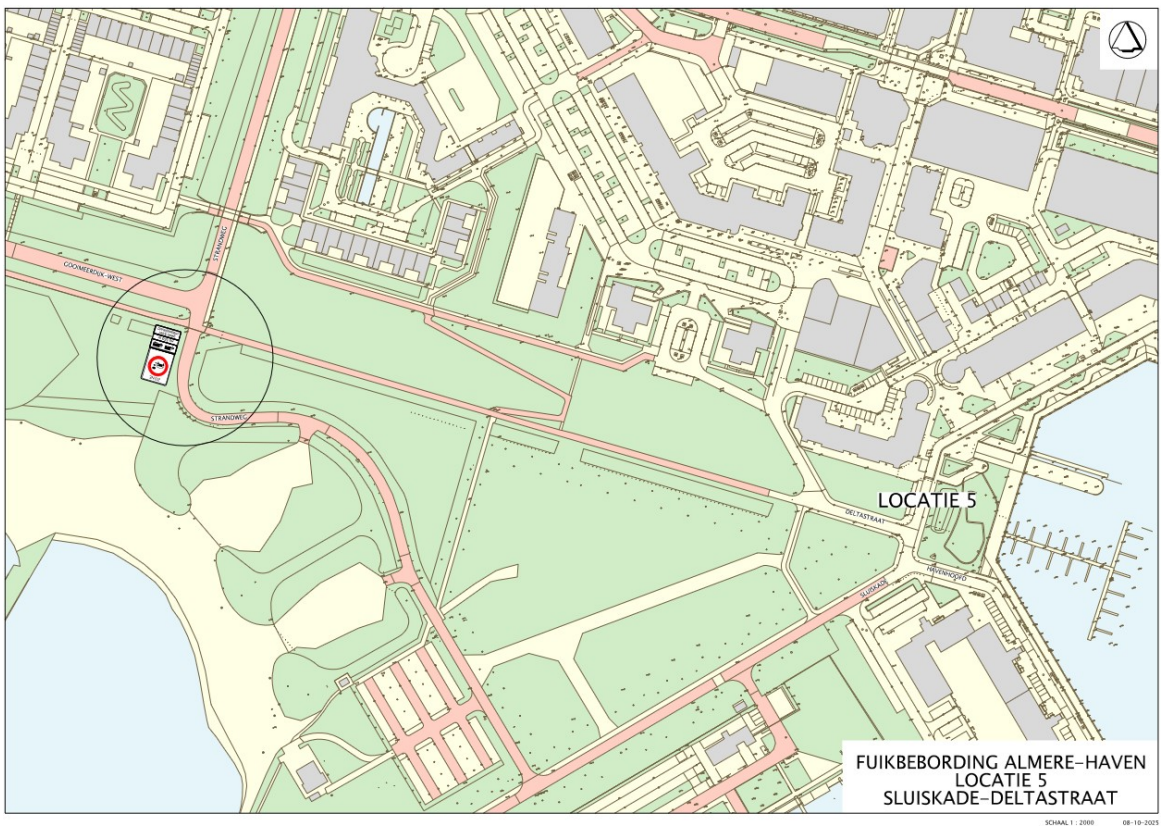 STRANDWEG
GOOIMEERDIJK-WEST
STRANDWEG
LOCATIE 5
DELTASTRAAT
HAVENHOOFD
SLUISKADE
FUIKBEBORDING ALMERE-HAVEN
LOCATIE 5
SLUISKADE-DELTASTRAAT
SCHAAL 1 : 2000 08-10-2025